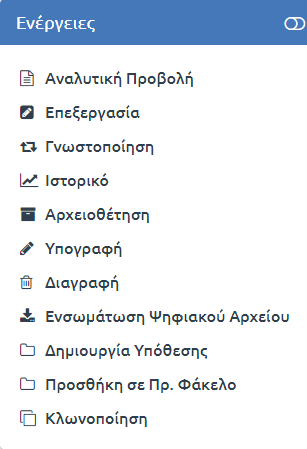 Ενέργειες
Αναλυτική Προβολή
Επεξεργασία
Γνωστοποίηση
Ιστορικό
Αρχειοθέτηση
Υπογραφή
Διαγραφή
Ενσωμάτωση Ψηφιακού Αρχείου
Δημιουργία Υπόθεσης
Προσθήκη σε Πρ. Φάκελο
Κλωνοποίηση